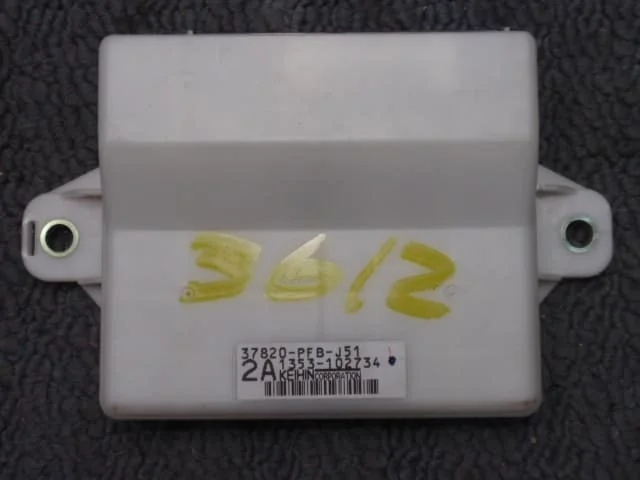 3612
37820-PFB-J51
2A 1353-102734
KEIHIN CORPORATION